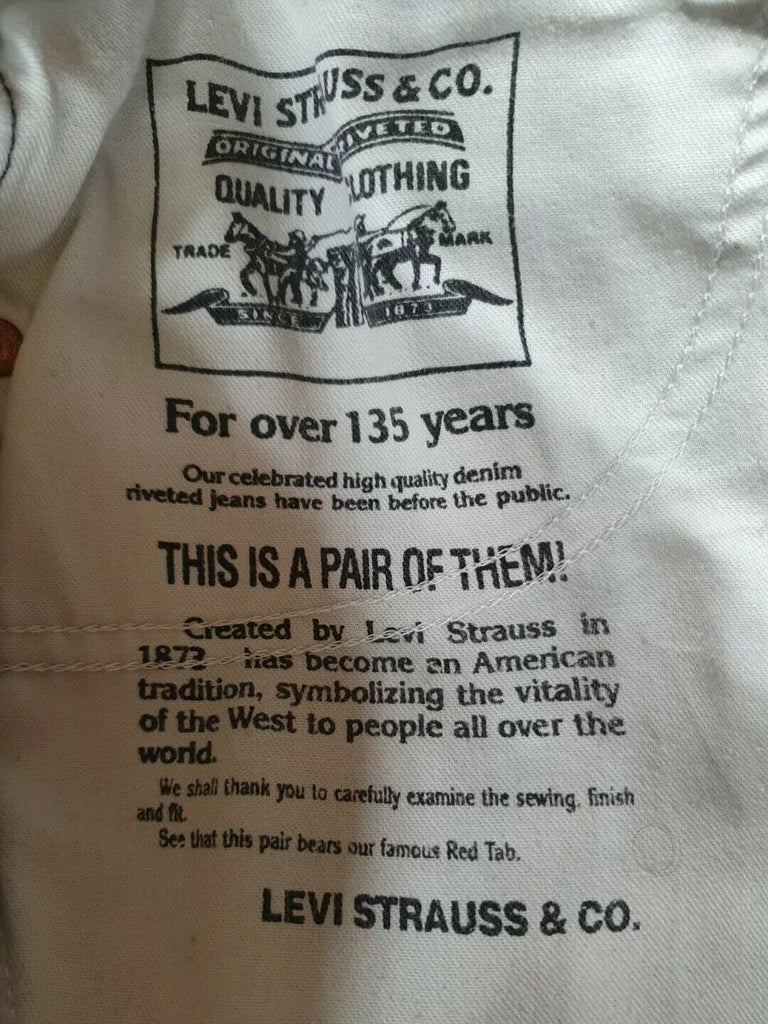 LEVI STRAUSS & CO.
ORIGINAL RIVETED
QUALITY CLOTHING
TRADE MARK
SINCE 1873
For over 135 years
Our celebrated high quality denim
riveted jeans have been before the public.
THIS IS A PAIR OF THEM!
Created by Levi Strauss in
1873 has become an American
tradition, symbolizing the vitality
of the West to people all over the
world.
We shall thank you to carefully examine the sewing, finish
and fit.
See that this pair bears our famous Red Tab.
LEVI STRAUSS & CO.